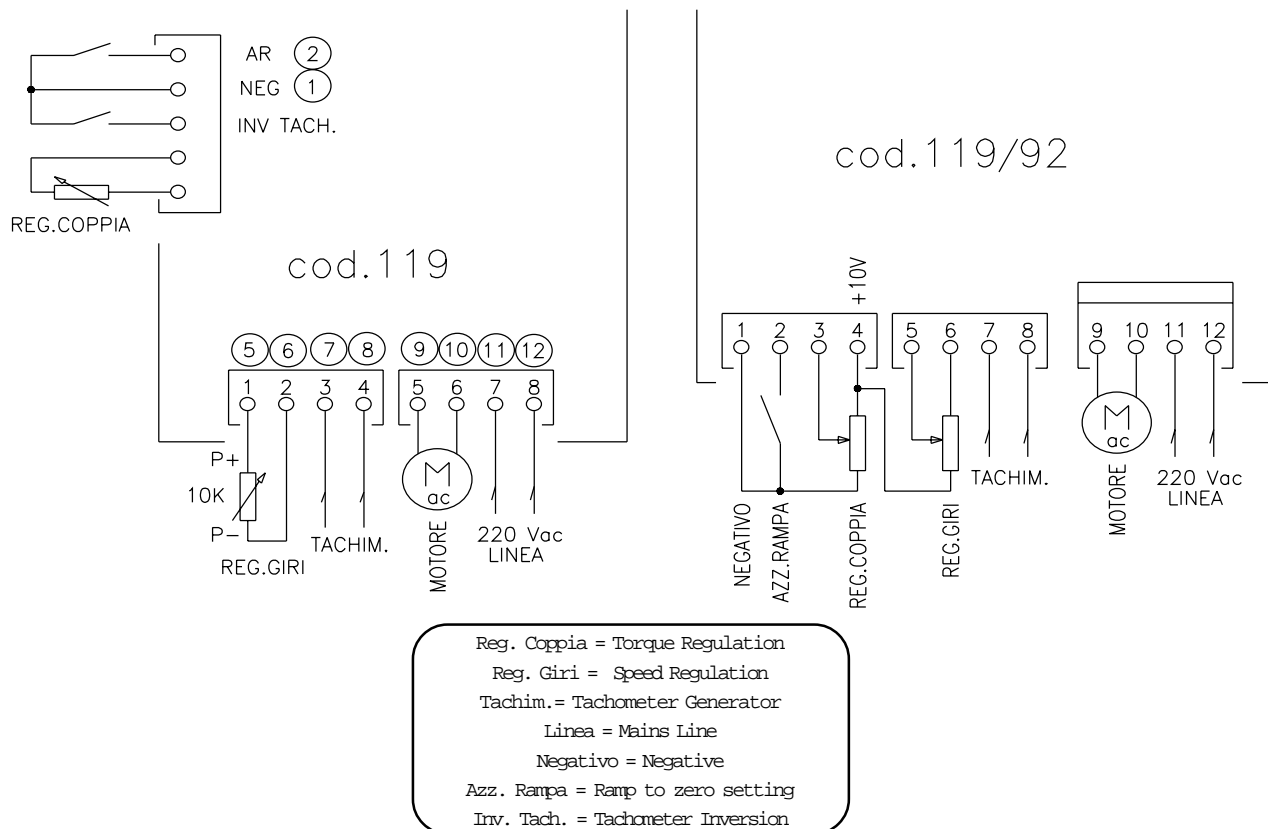 AR 2
NEG 1
INV TACH.
REG.COPPIA
cod.119
5 6 7 8 9 10 11 12
1 2 3 4 5 6 7 8
P+
10K
P-
REG.GIRI
TACHIM.
M
ac
MOTORE
220 Vac
LINEA
cod.119/92
+10V
1 2 3 4 5 6 7 8 9 10 11 12
NEGATIVO
AZZ.RAMPA
REG.COPPIA
REG.GIRI
TACHIM.
M
ac
MOTORE
220 Vac
LINEA
Reg. Coppia = Torque Regulation
Reg. Giri = Speed Regulation
Tachim.= Tachometer Generator
Linea = Mains Line
Negativo = Negative
Azz. Rampa = Ramp to zero setting
Inv. Tach. = Tachometer Inversion